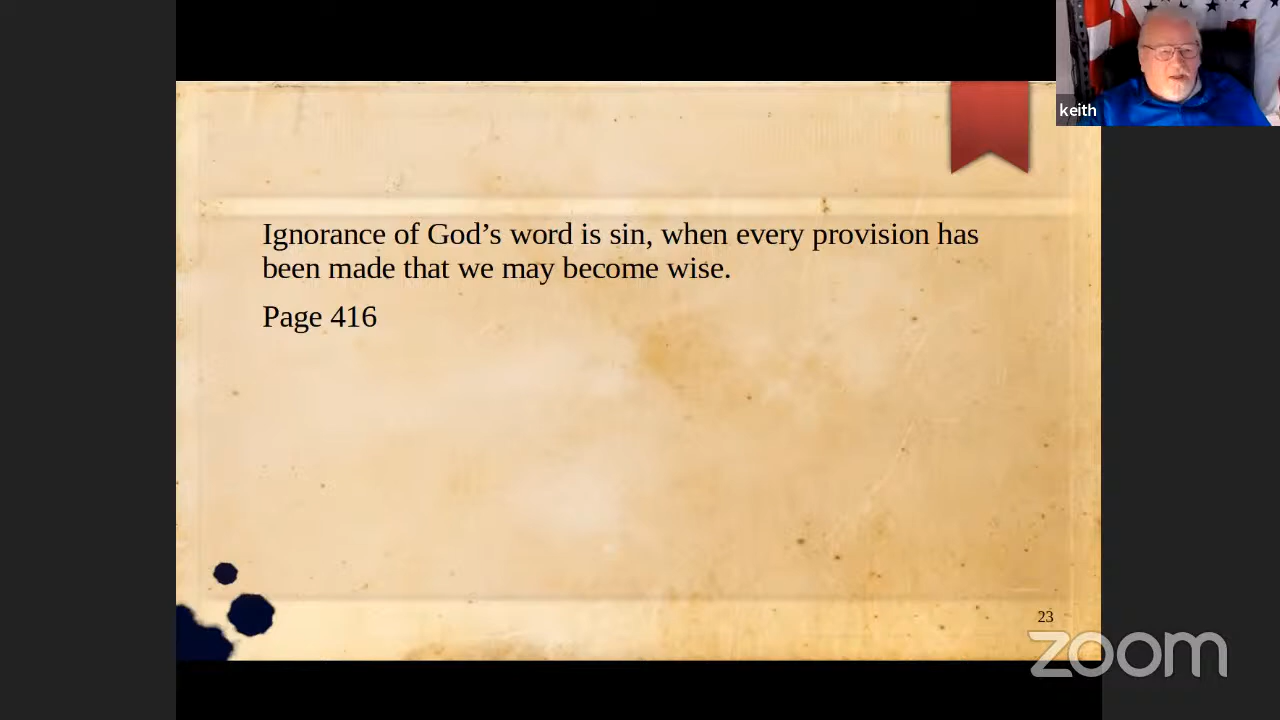 keith
Ignorance of God's word is sin, when every provision has
been made that we may become wise.
Page 416
23
zoom